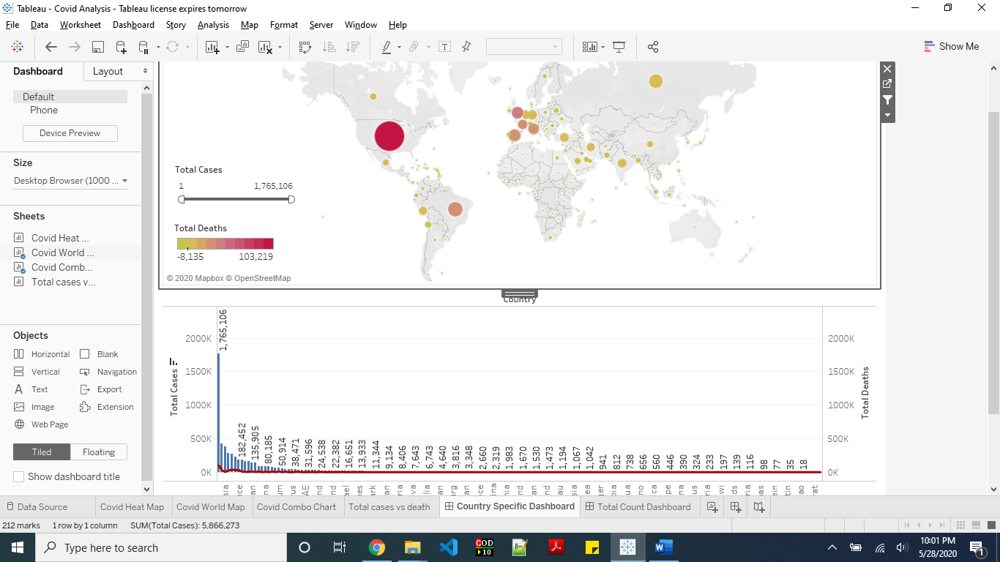 Tableau - Covid Analysis - Tableau license expires tomorrow
File Data Worksheet Dashboard Story Analysis Map Format Server Window Help
Show Me
Dashboard Layout
Default
Phone
Device Preview
Size
Desktop Browser (1000 ...
Sheets
Covid Heat ...
Covid World ...
Covid Comb...
Total cases v...
Objects
Horizontal Blank
Vertical Navigation
Text Export
Image Extension
Web Page
Tiled Floating
Show dashboard title
Total Cases
1 1,765,106
Total Deaths
-8,135 103,219
© 2020 Mapbox © OpenStreetMap
Country
Total Cases
2000K
1500K
1000K
500K
0K
1,765,106
182,452
135,905
80,185
50,914
38,471
31,596
24,538
22,382
16,651
13,933
11,344
9,134
8,406
7,643
6,743
4,640
3,816
3,348
2,660
2,319
1,983
1,670
1,530
1,473
1,194
1,067
1,042
941
812
738
656
560
446
390
324
233
197
139
116
98
77
35
18
2000K
1500K
1000K
500K
0K
Total Deaths
Data Source Covid Heat Map Covid World Map Covid Combo Chart Total cases vs death Country Specific Dashboard Total Count Dashboard
212 marks 1 row by 1 column SUM(Total Cases): 5,866,273
Type here to search
COD
10
W
10:01 PM
5/28/2020
1